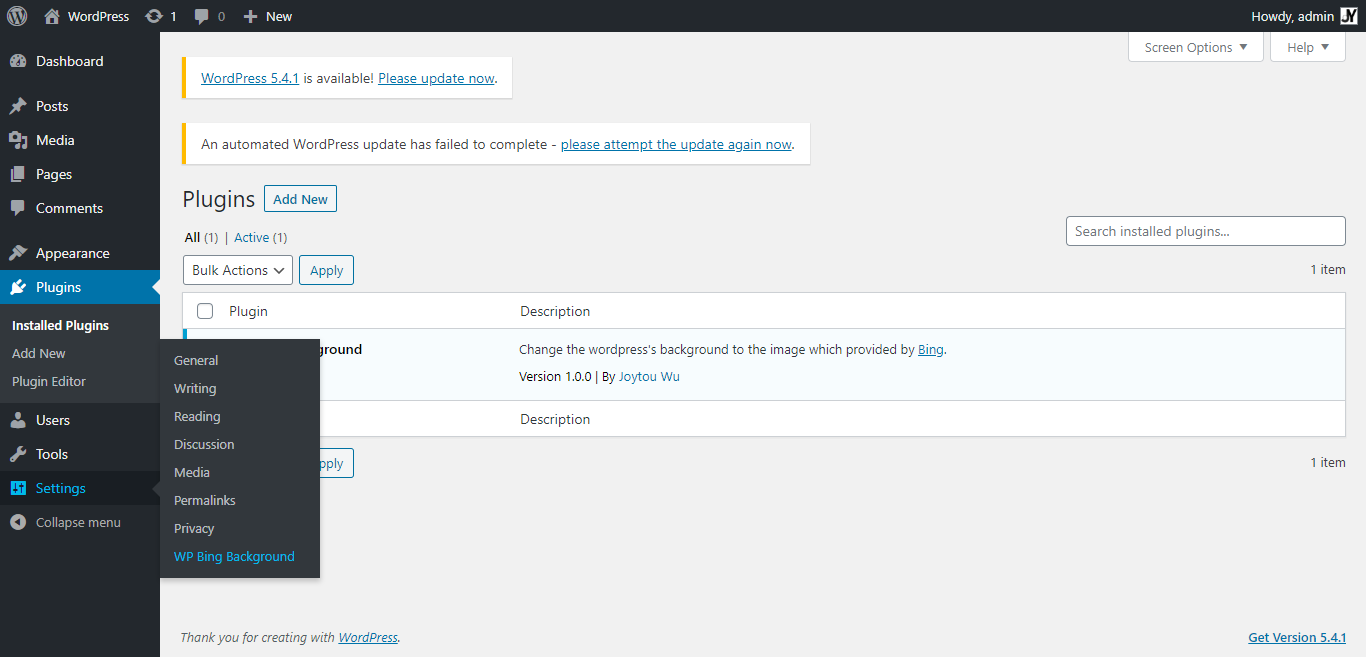 WordPress 1 0 New Howdy, admin JY
Screen Options Help
Dashboard
Posts
Media
Pages
Comments
Appearance
Plugins
Installed Plugins
Add New
Plugin Editor
Users
Tools
Settings
Collapse menu
General
Writing
Reading
Discussion
Media
Permalinks
Privacy
WP Bing Background
WordPress 5.4.1 is available! Please update now.
An automated WordPress update has failed to complete - please attempt the update again now.
Plugins Add New
All (1) | Active (1)
Search installed plugins...
Bulk Actions Apply
1 item
Plugin Description
Change the wordpress's background to the image which provided by Bing.
Version 1.0.0 | By Joytou Wu
Description
1 item
Thank you for creating with WordPress.
Get Version 5.4.1